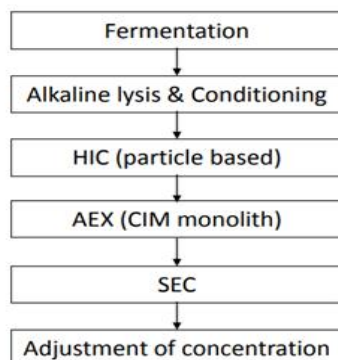 Fermentation
Alkaline lysis & Conditioning
HIC (particle based)
AEX (CIM monolith)
SEC
Adjustment of concentration